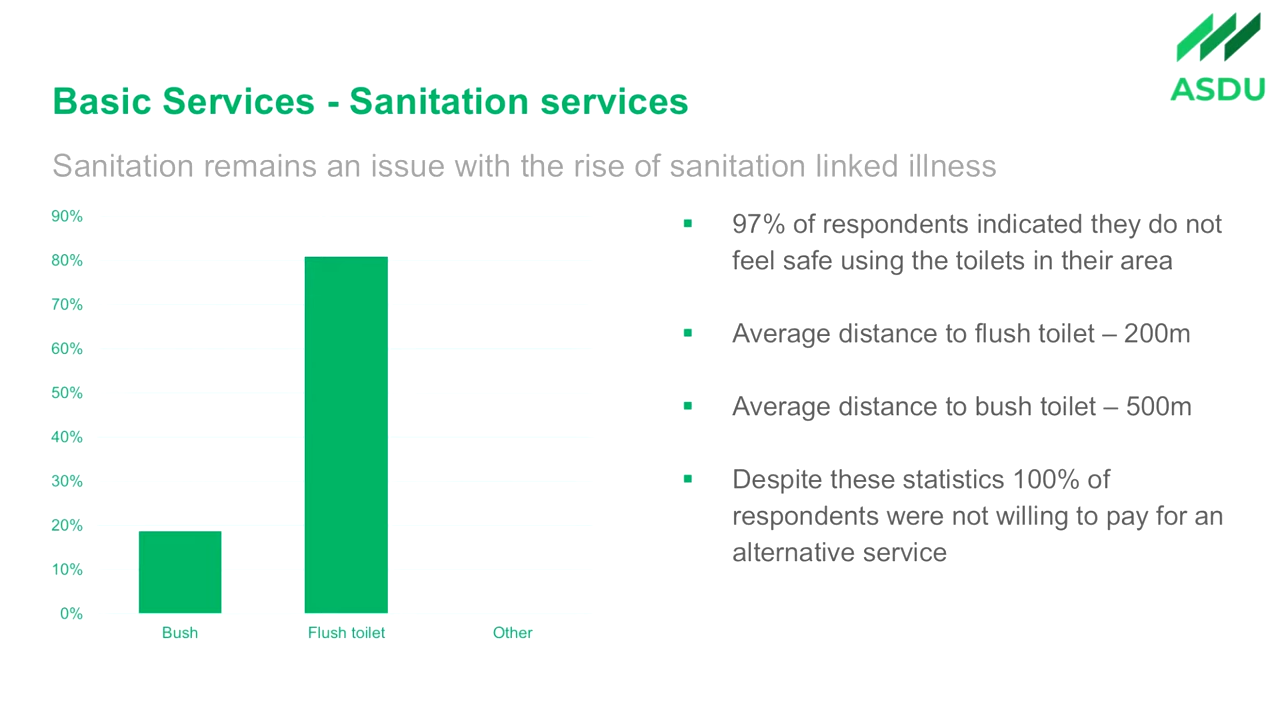 ASDU
Basic Services - Sanitation services
Sanitation remains an issue with the rise of sanitation linked illness
90%
80%
70%
60%
50%
40%
30%
20%
10%
0%
Bush
Flush toilet
Other
97% of respondents indicated they do not
feel safe using the toilets in their area
Average distance to flush toilet – 200m
Average distance to bush toilet – 500m
Despite these statistics 100% of
respondents were not willing to pay for an
alternative service